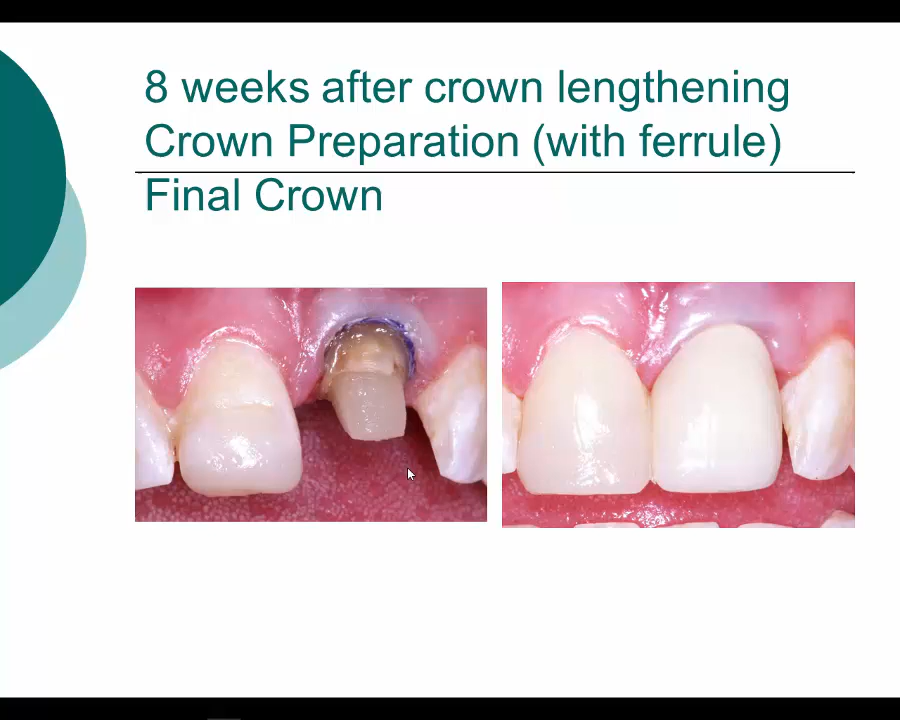 8 weeks after crown lengthening
Crown Preparation (with ferrule)
Final Crown